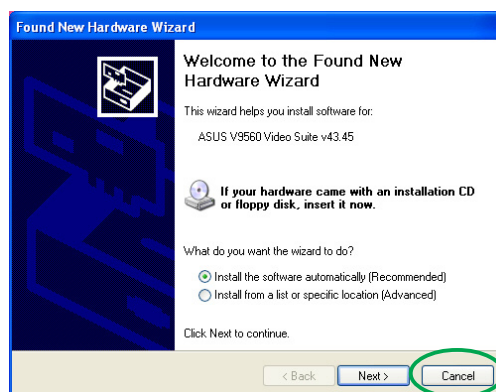 Found New Hardware Wizard
Welcome to the Found New
Hardware Wizard
This wizard helps you install software for:
ASUS V9560 Video Suite v43.45
If your hardware came with an installation CD
or floppy disk, insert it now.
What do you want the wizard to do?
Install the software automatically (Recommended)
Install from a list or specific location (Advanced)
Click Next to continue.
< Back Next > Cancel